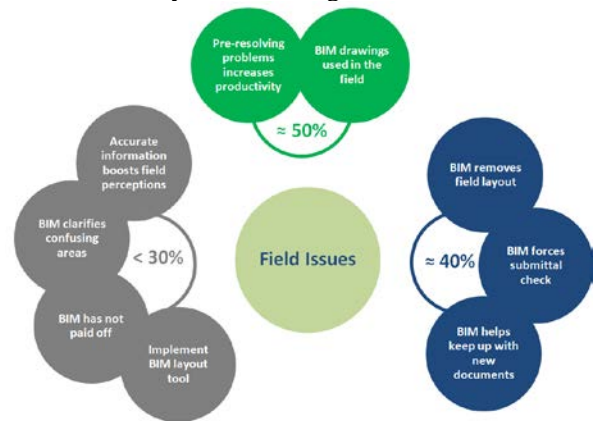 Pre-resolving
problems
increases
productivity
BIM drawings
used in the
field
≈ 50%
Accurate
information
boosts field
perceptions
BIM clarifies
confusing
areas
< 30%
BIM has not
paid off
Implement
BIM layout
tool
Field Issues
BIM removes
field layout
≈ 40%
BIM forces
submittal
check
BIM helps
keep up with
new
documents